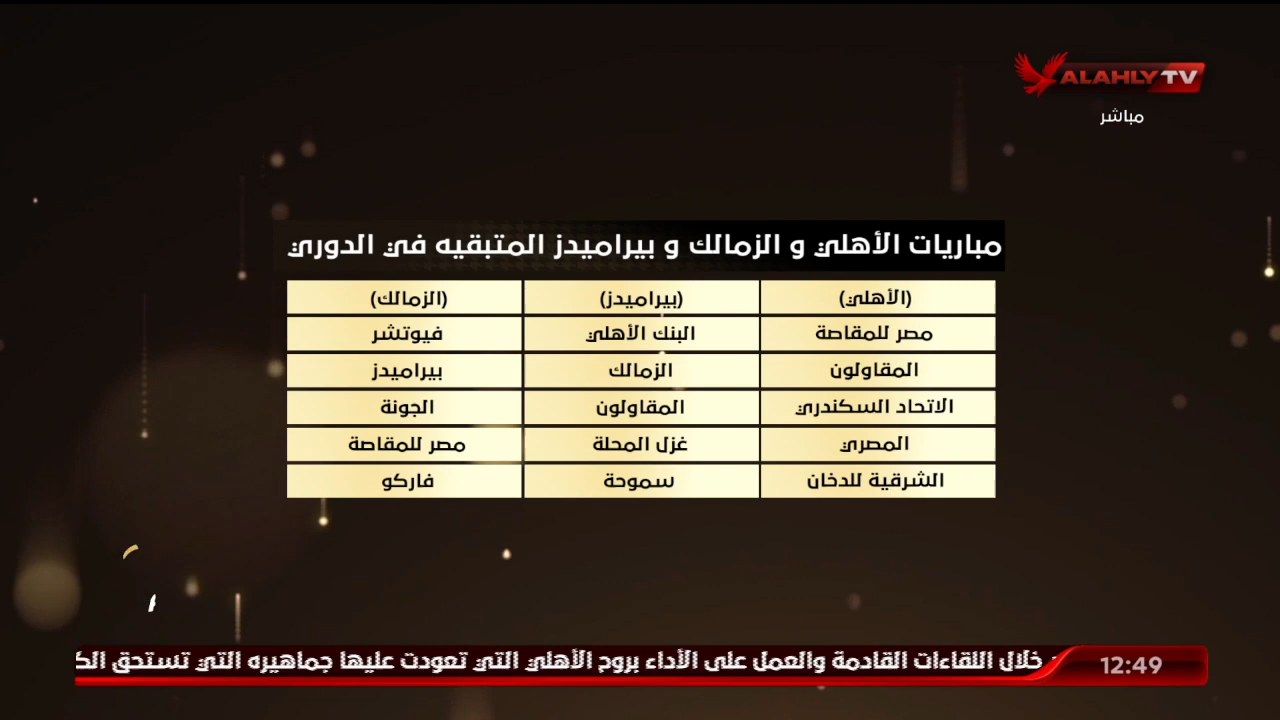 ALAHLY TV
مباشر
مباريات الأهلي و الزمالك و بيراميدز المتبقيه في الدوري
(الأهلي) (بيراميدز) (الزمالك)
مصر للمقاصة البنك الأهلي فيوتشر
المقاولون الزمالك بيراميدز
الاتحاد السكندري المقاولون الجونة
المصري غزل المحلة مصر للمقاصة
الشرقية للدخان سموحة فاركو
خلال اللقاءات القادمة والعمل على الأداء بروح الأهلي التي تعودت عليها جماهيره التي تستحق
12:49